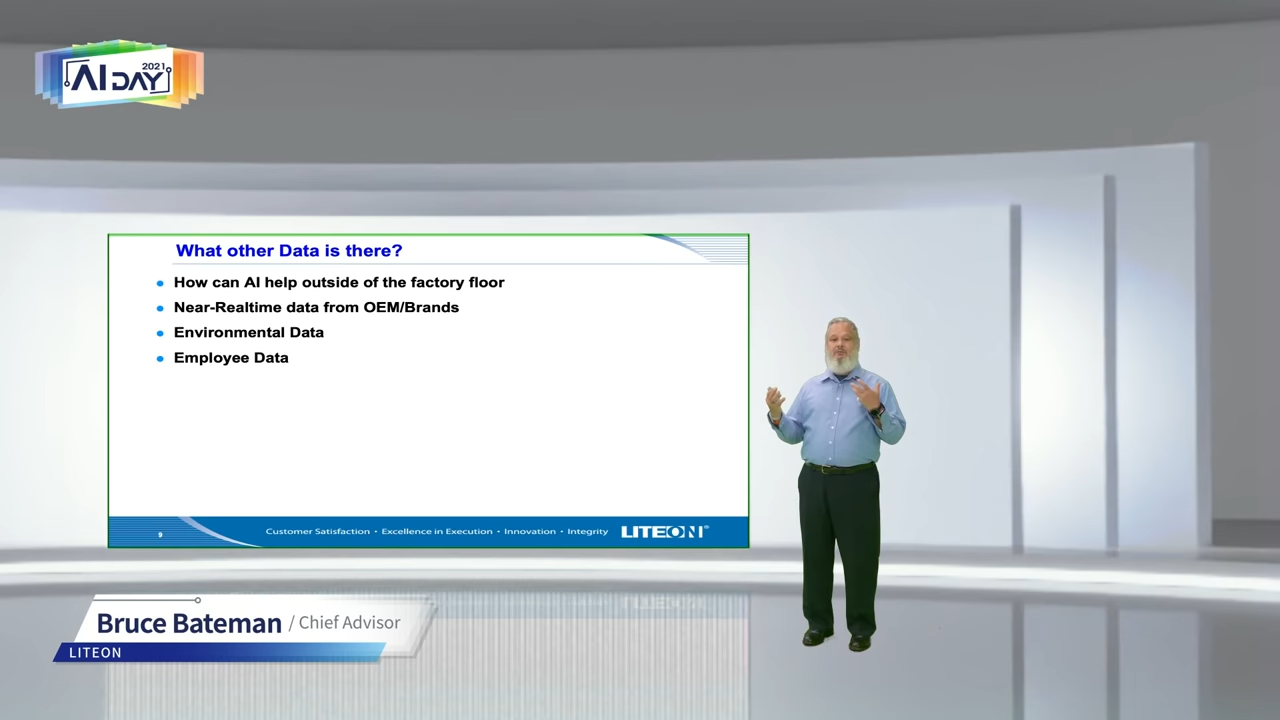 AI DAY 2021
What other Data is there?
How can AI help outside of the factory floor
Near-Realtime data from OEM/Brands
Environmental Data
Employee Data
9
Customer Satisfaction • Excellence in Execution • Innovation • Integrity
LITEON®
Bruce Bateman / Chief Advisor
LITEON